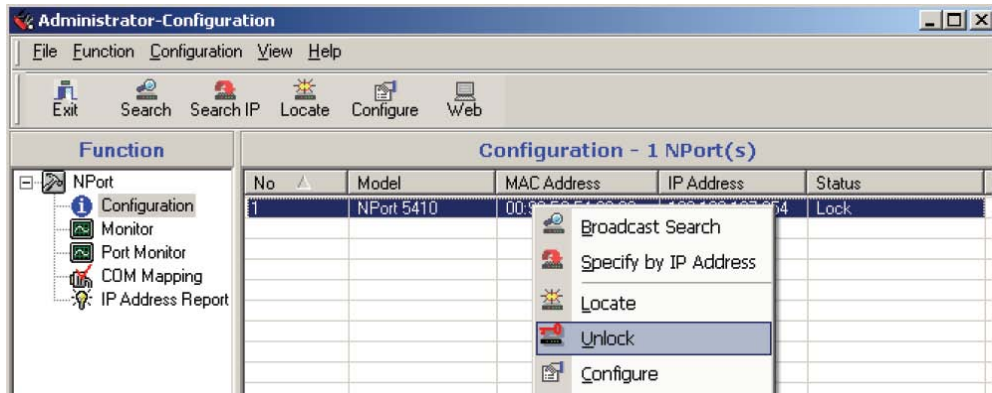 Administrator-Configuration
File Function Configuration View Help
Exit Search Search IP Locate Configure Web
Function
Configuration - 1 NPort(s)
NPort
Configuration
Monitor
Port Monitor
COM Mapping
IP Address Report
No Model MAC Address IP Address Status
1 NPort 5410 Lock
Broadcast Search
Specify by IP Address
Locate
Unlock
Configure